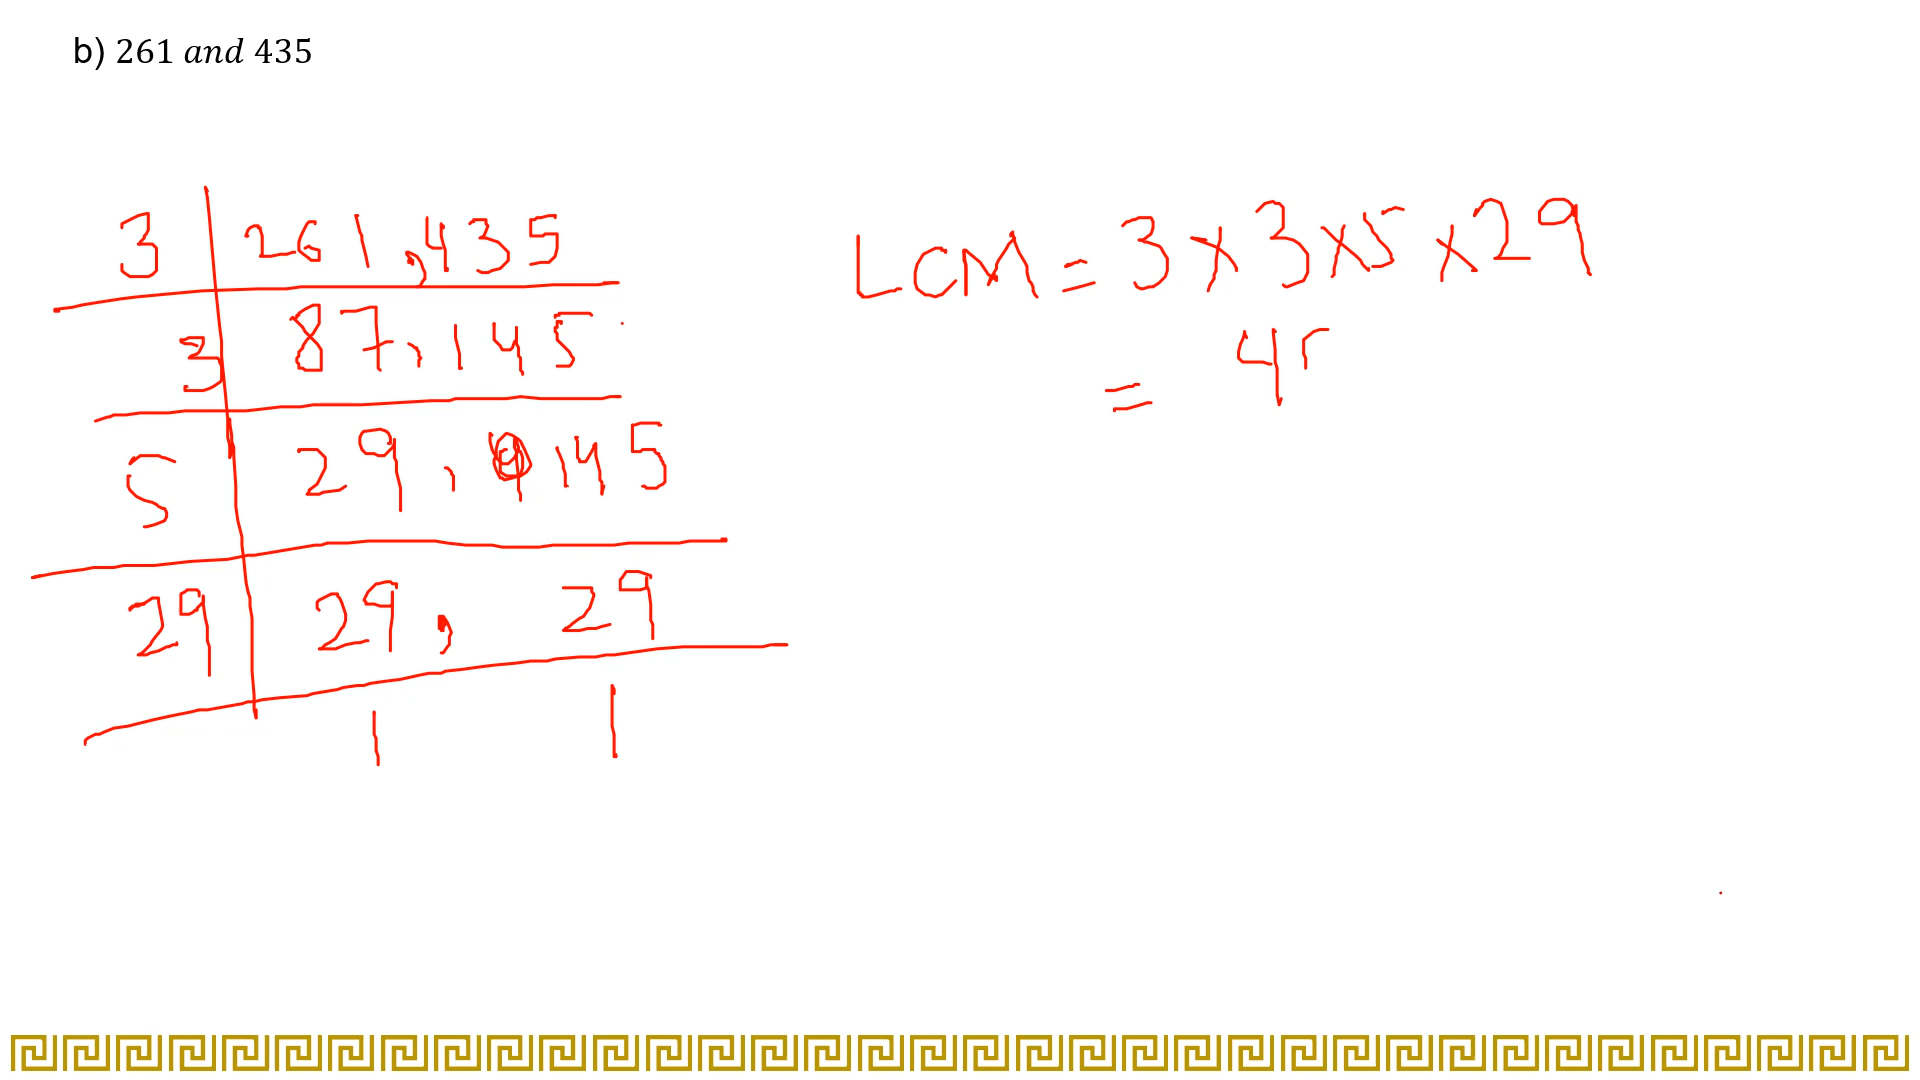 b) 261 and 435
3 261,435
3 87,145
5 29,145
29 29, 29
1 1
LCM = 3 x 3 x 5 x 29
= 45